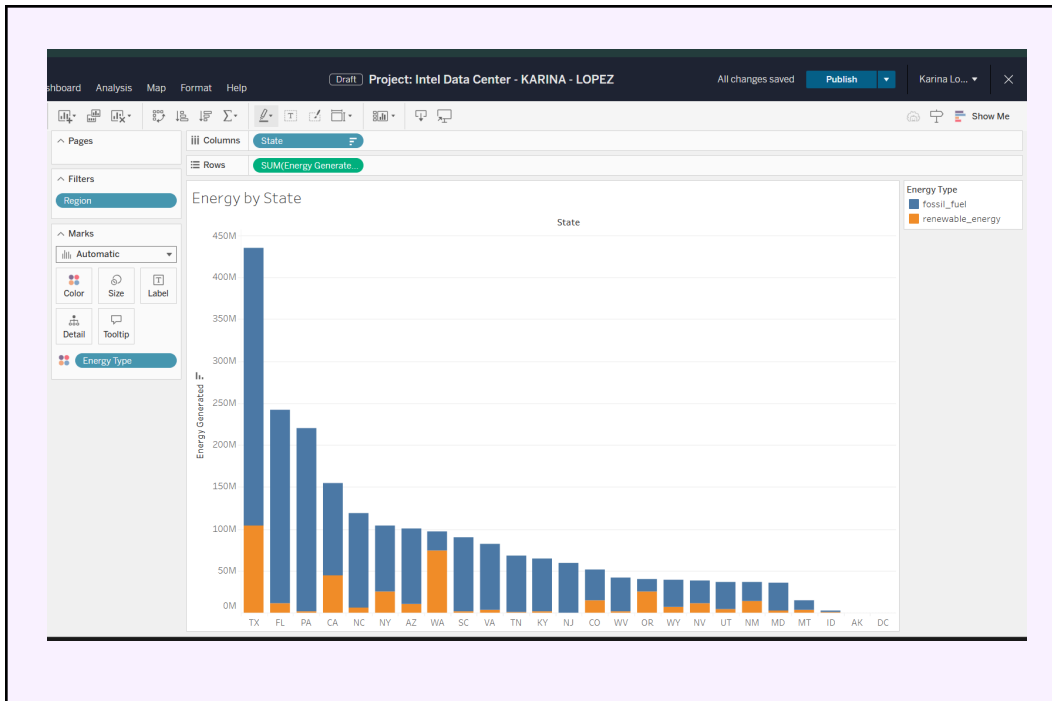 Draft Project: Intel Data Center - KARINA - LOPEZ All changes saved Publish Karina Lo...
shboard Analysis Map Format Help
Show Me
Pages
Columns State
Rows SUM(Energy Generate...
Filters
Region
Marks
Automatic
Color Size Label
Detail Tooltip
Energy Type
Energy by State
State
Energy Generated
450M
400M
350M
300M
250M
200M
150M
100M
50M
0M
TX FL PA CA NC NY AZ WA SC VA TN KY NJ CO WV OR WY NV UT NM MD MT ID AK DC
Energy Type
fossil_fuel
renewable_energy